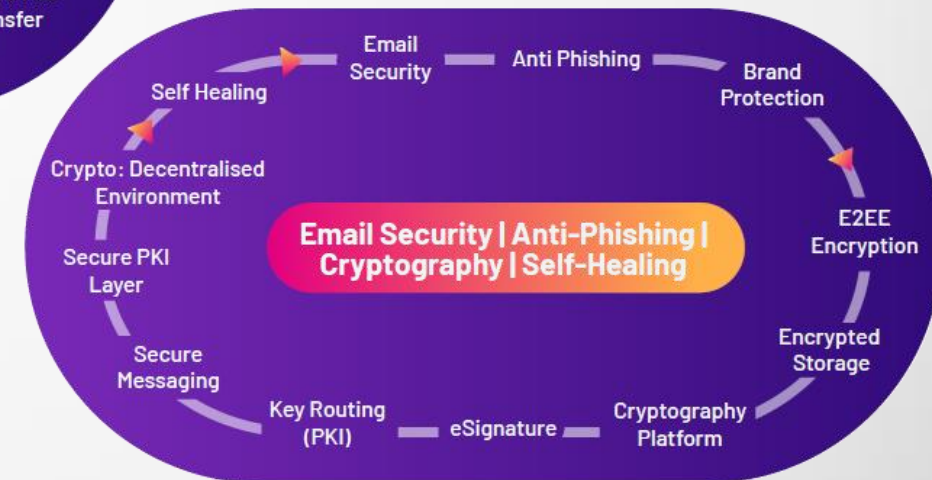 nsfer
Email
Security
Anti Phishing
Brand
Protection
Self Healing
Crypto: Decentralised
Environment
Email Security | Anti-Phishing |
Cryptography | Self-Healing
E2EE
Encryption
Secure PKI
Layer
Encrypted
Storage
Secure
Messaging
Key Routing
(PKI)
eSignature
Cryptography
Platform